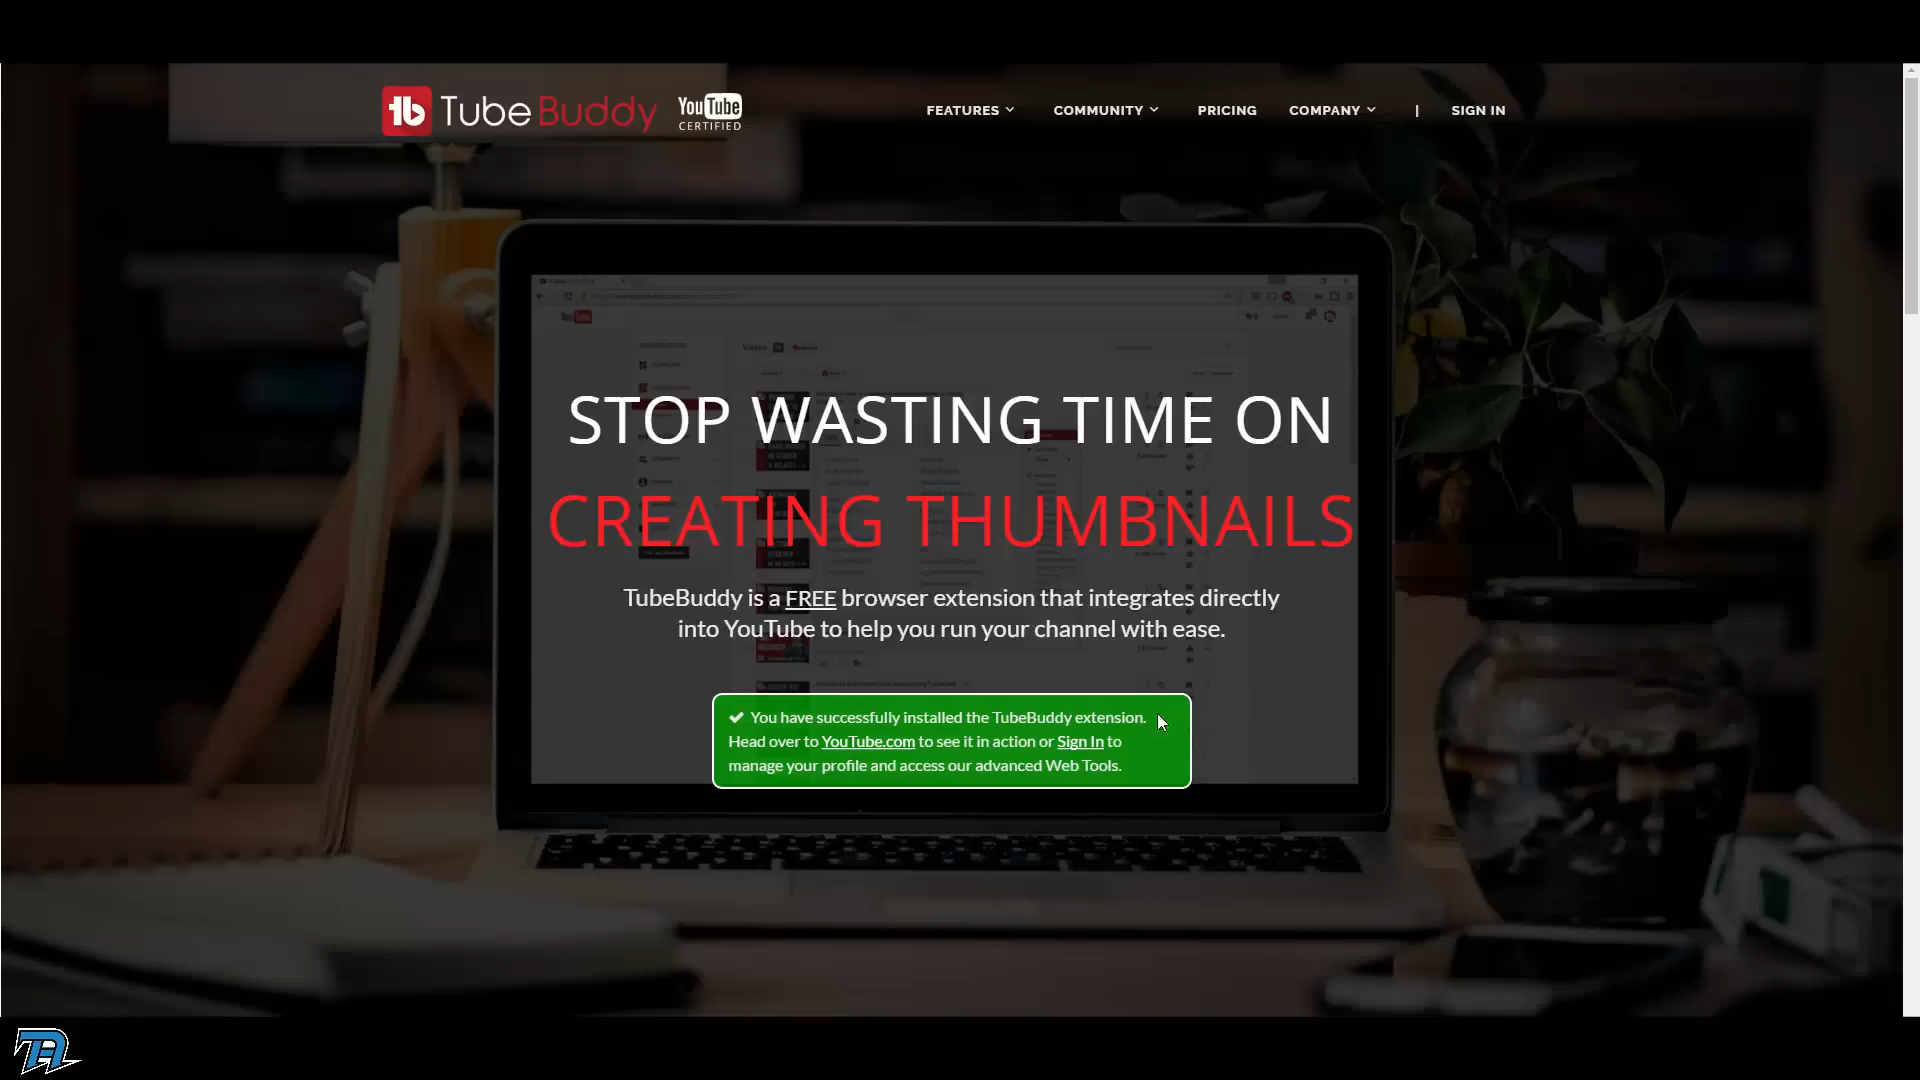 TubeBuddy
YouTube
CERTIFIED
FEATURES
COMMUNITY
PRICING
COMPANY
|
SIGN IN
STOP WASTING TIME ON
CREATING THUMBNAILS
TubeBuddy is a FREE browser extension that integrates directly
into YouTube to help you run your channel with ease.
You have successfully installed the TubeBuddy extension.
Head over to YouTube.com to see it in action or Sign In to
manage your profile and access our advanced Web Tools.